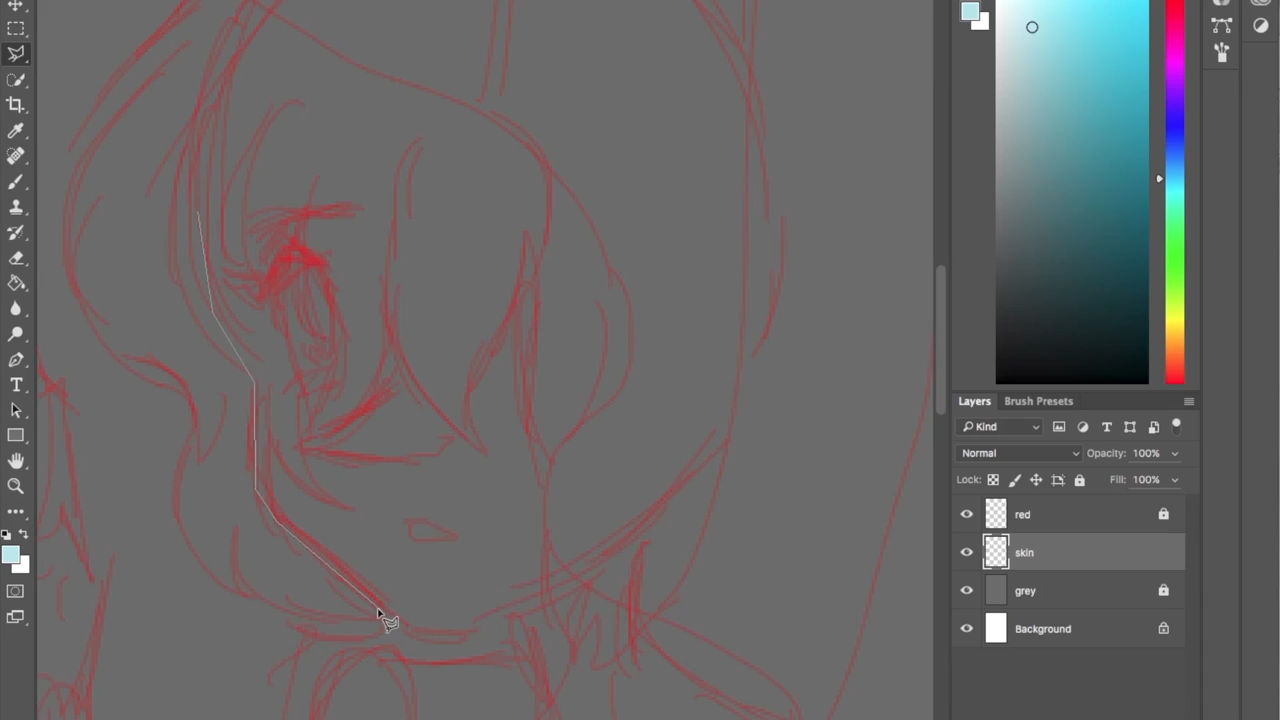 Layers Brush Presets
Kind
Normal Opacity: 100%
Lock: Fill: 100%
red
skin
grey
Background